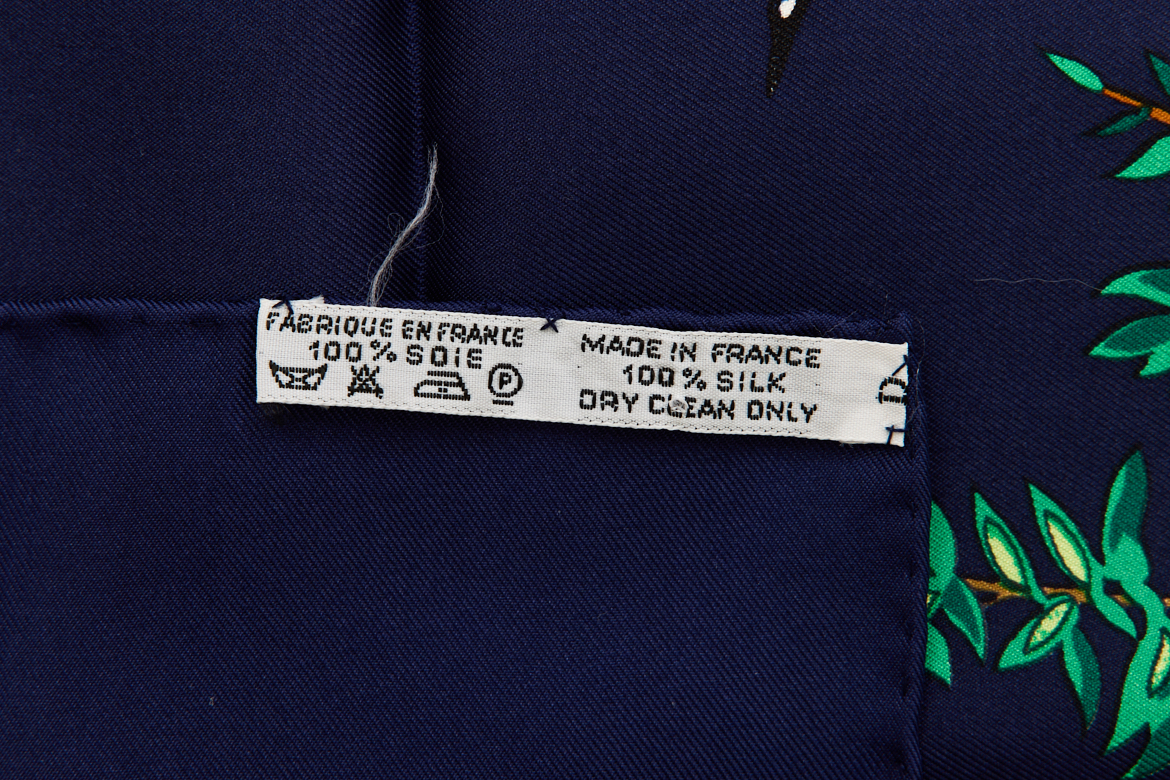 FABRIQUE EN FRANCE
100% SOIE
P
MADE IN FRANCE
100% SILK
DRY CLEAN ONLY